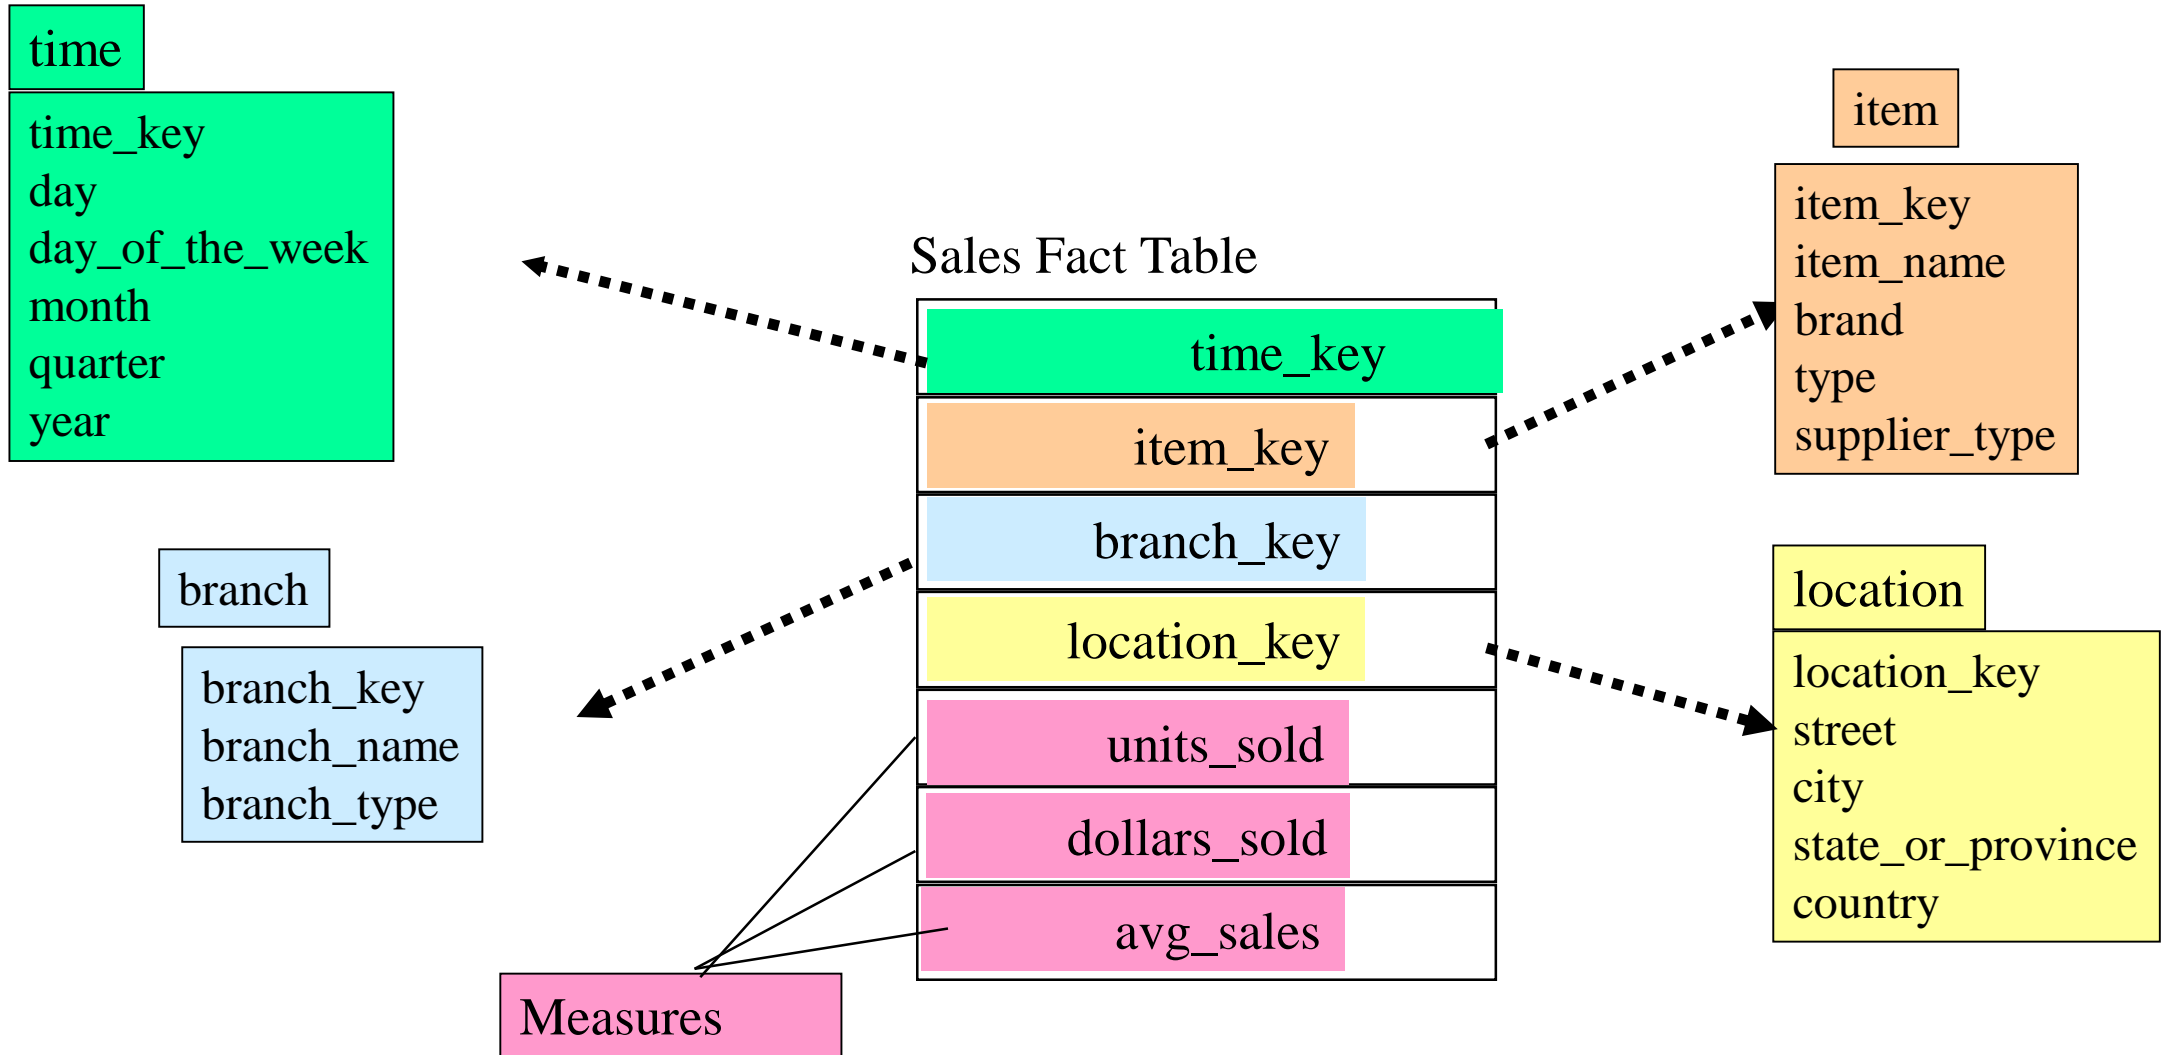 time
time_key
day
day_of_the_week
month
quarter
year
item
item_key
item_name
brand
type
supplier_type
Sales Fact Table
time_key
item_key
branch_key
location_key
units_sold
dollars_sold
avg_sales
branch
branch_key
branch_name
branch_type
location
location_key
street
city
state_or_province
country
Measures